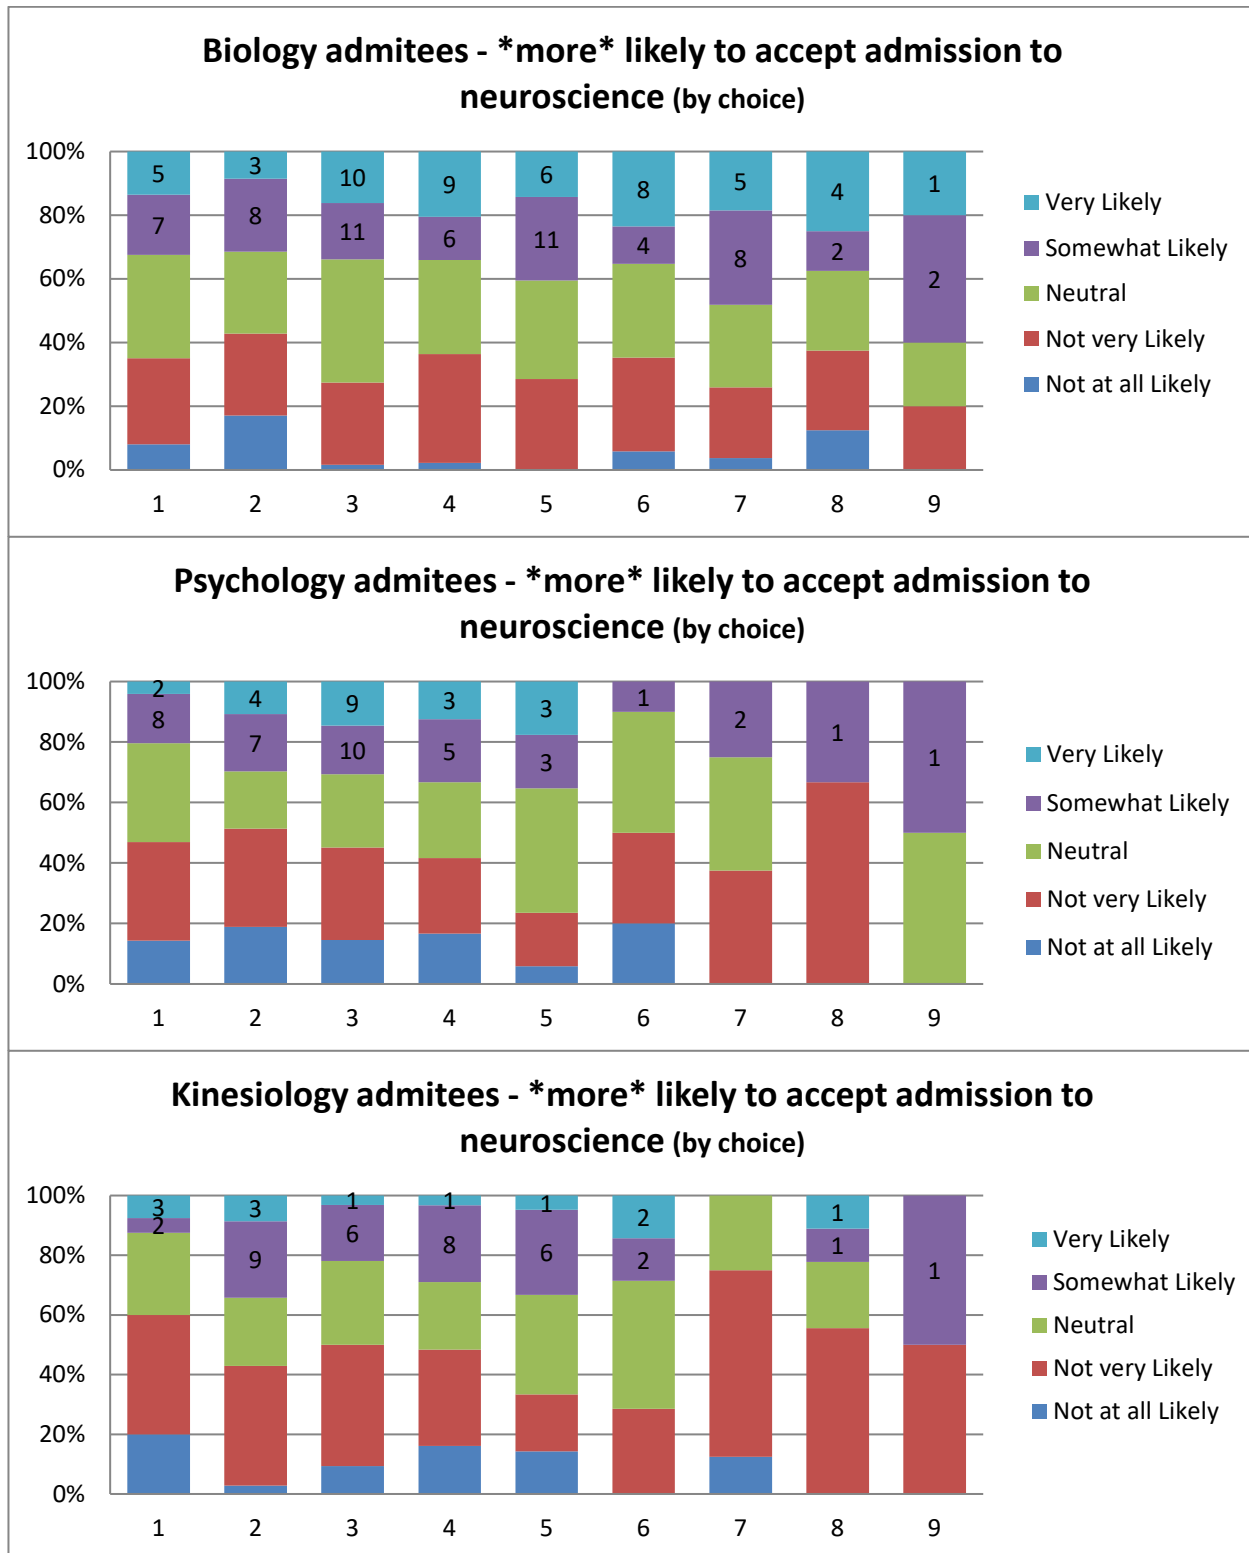 Biology admitees - *more* likely to accept admission to
neuroscience (by choice)
100%
80%
60%
40%
20%
0%
5 3 10 9 6 8 5 4 1
7 8 11 6 11 4 8 2 2
1 2 3 4 5 6 7 8 9
Very Likely
Somewhat Likely
Neutral
Not very Likely
Not at all Likely
Psychology admitees - *more* likely to accept admission to
neuroscience (by choice)
100%
80%
60%
40%
20%
0%
2 4 9 3 3
8 7 10 5 3 1 2 1 1
1 2 3 4 5 6 7 8 9
Very Likely
Somewhat Likely
Neutral
Not very Likely
Not at all Likely
Kinesiology admitees - *more* likely to accept admission to
neuroscience (by choice)
100%
80%
60%
40%
20%
0%
3 3 1 1 1 2 1
2 9 6 8 6 2 1 1
1 2 3 4 5 6 7 8 9
Very Likely
Somewhat Likely
Neutral
Not very Likely
Not at all Likely